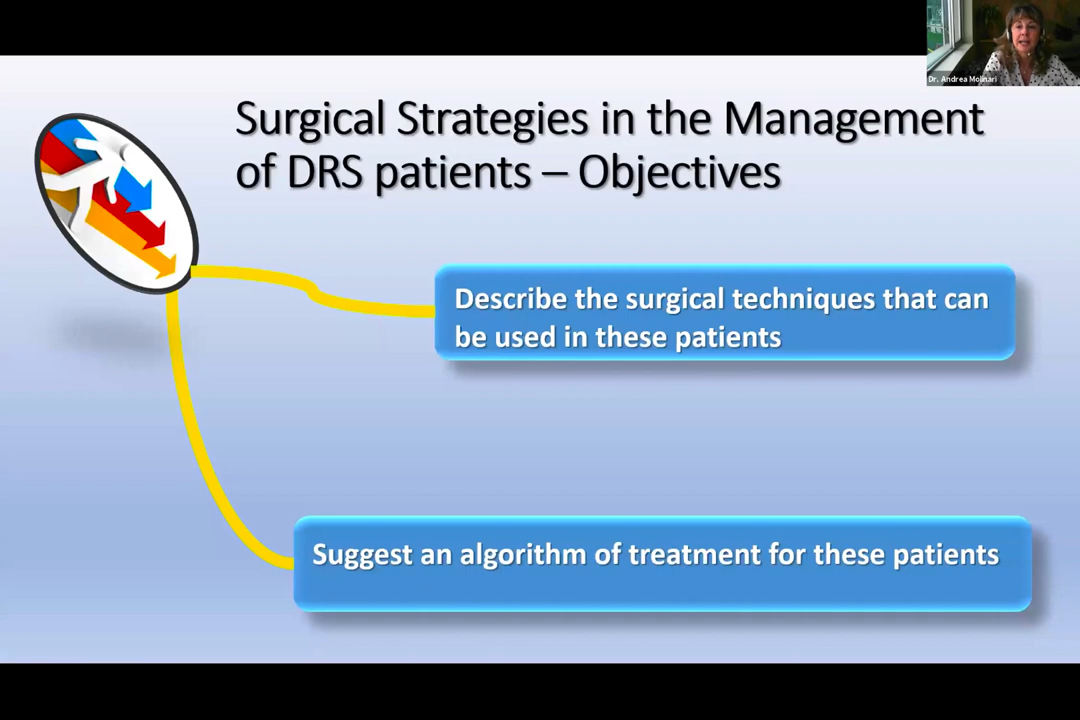 Dr. Andrea Molinari
Surgical Strategies in the Management
of DRS patients – Objectives
Describe the surgical techniques that can
be used in these patients
Suggest an algorithm of treatment for these patients